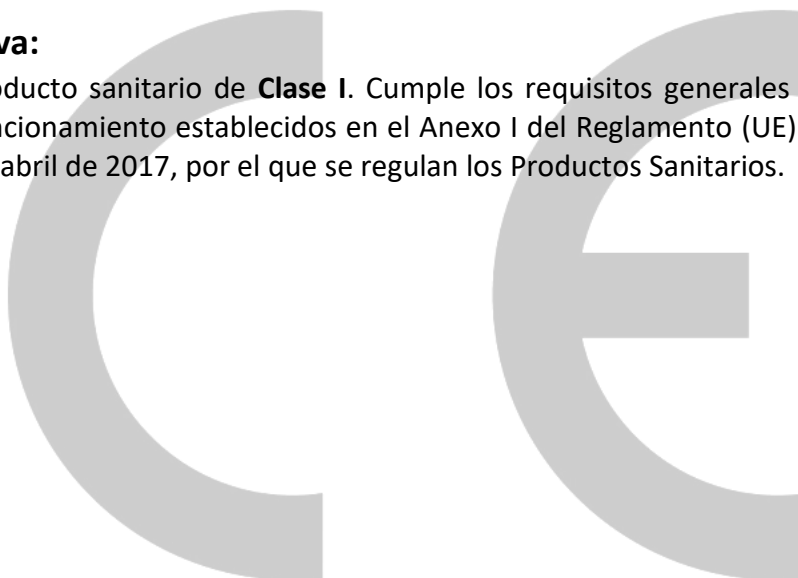 va:
oducto sanitario de Clase I. Cumple los requisitos generales
ncionamiento establecidos en el Anexo I del Reglamento (UE)
abril de 2017, por el que se regulan los Productos Sanitarios.
CE